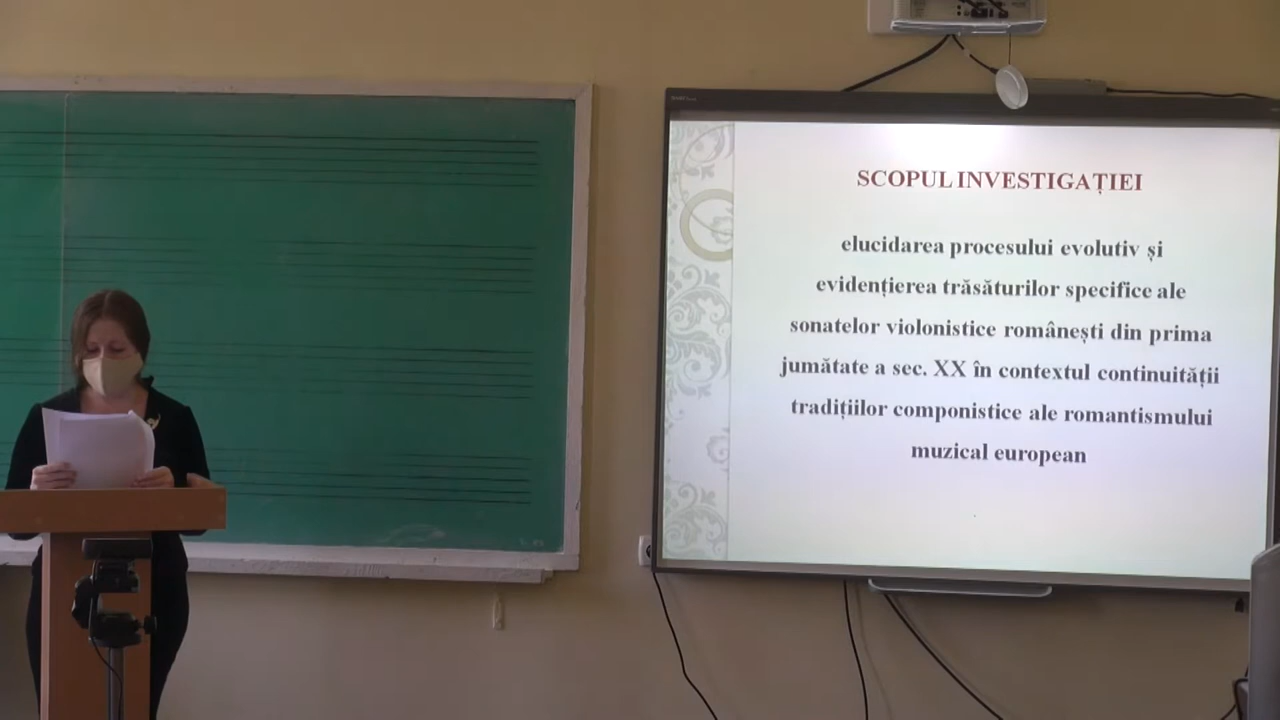 SCOPUL INVESTIGAȚIEI
elucidarea procesului evolutiv și
evidențierea trăsăturilor specifice ale
sonatelor violonistice românești din prima
jumătate a sec. XX în contextul continuității
tradițiilor componistice ale romantismului
muzical european